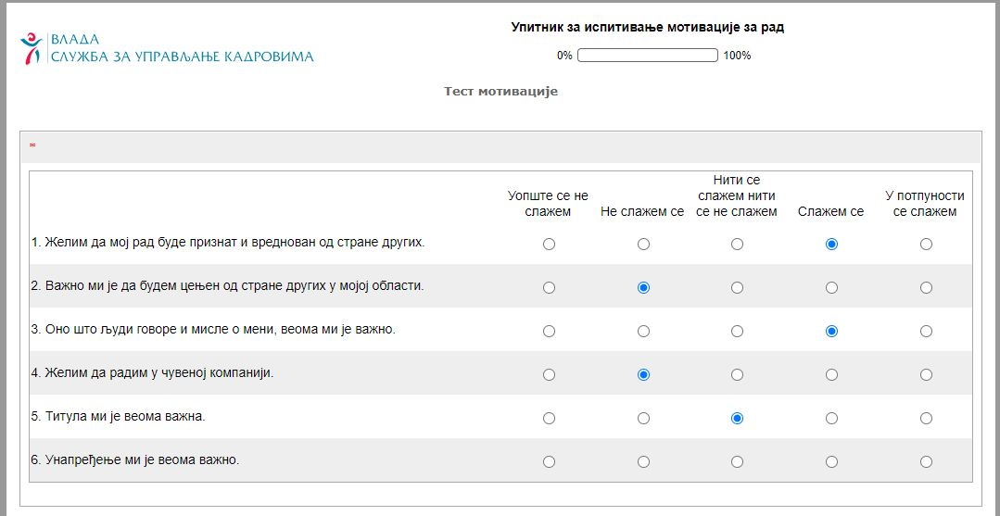 Упитник за испитивање мотивације за рад
ВЛАДА
СЛУЖБА ЗА УПРАВЉАЊЕ КАДРОВИМА
0% 100%
Тест мотивације
*
Уопште се не слажем
Не слажем се
Нити се слажем нити се не слажем
Слажем се
У потпуности се слажем
1. Желим да мој рад буде признат и вреднован од стране других.
2. Важно ми је да будем цењен од стране других у мојој области.
3. Оно што људи говоре и мисле о мени, веома ми је важно.
4. Желим да радим у чувеној компанији.
5. Титула ми је веома важна.
6. Унапређење ми је веома важно.